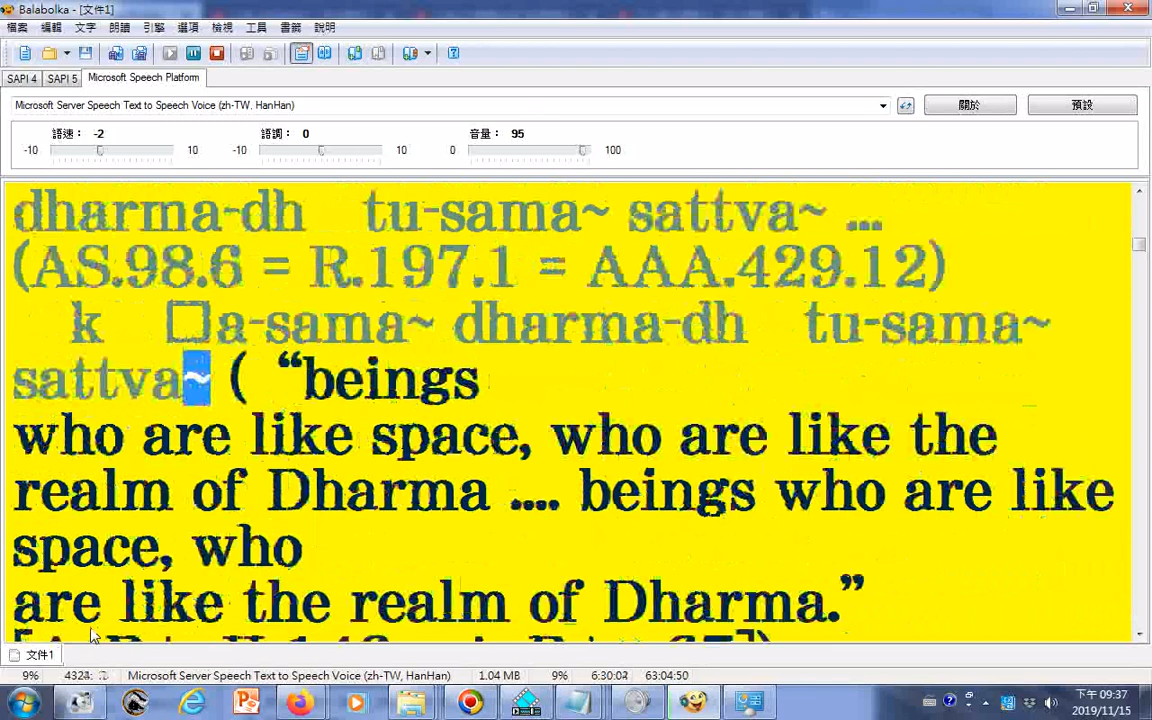 Balabolka - [文件1]
檔案 編輯 文字 朗讀 引擎 選項 檢視 工具 書籤 說明
SAPI 4 SAPI 5 Microsoft Speech Platform
Microsoft Server Speech Text to Speech Voice (zh-TW, HanHan)
關於 預設
語速： -2 語調： 0 音量： 95
-10 10 -10 10 0 100
dharma-dh tu-sama~ sattva~ ...
(AS.98.6 = R.197.1 = AAA.429.12)
k □a-sama~ dharma-dh tu-sama~
sattva~ ( “beings
who are like space, who are like the
realm of Dharma .... beings who are like
space, who
are like the realm of Dharma.”
文件1
9% Microsoft Server Speech Text to Speech Voice (zh-TW, HanHan) 1.04 MB 9% 6:30:02 63:04:50
下午 09:37
2019/11/15